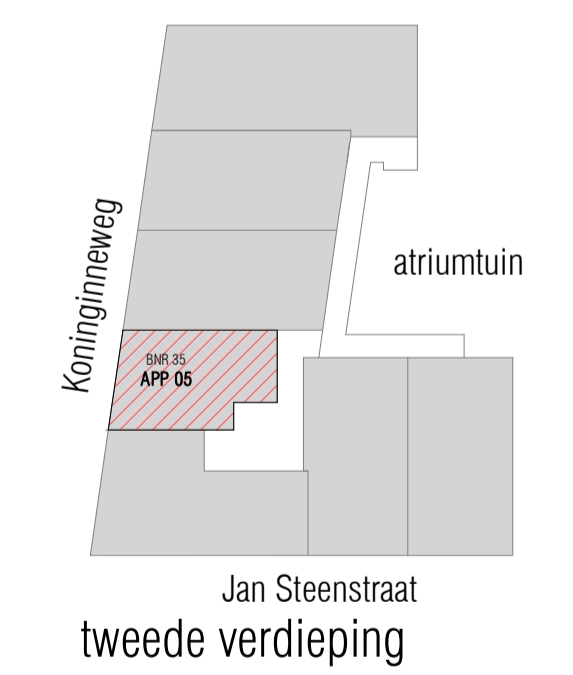 Koninginneweg
atriumtuin
BNR 35
APP 05
Jan Steenstraat
tweede verdieping